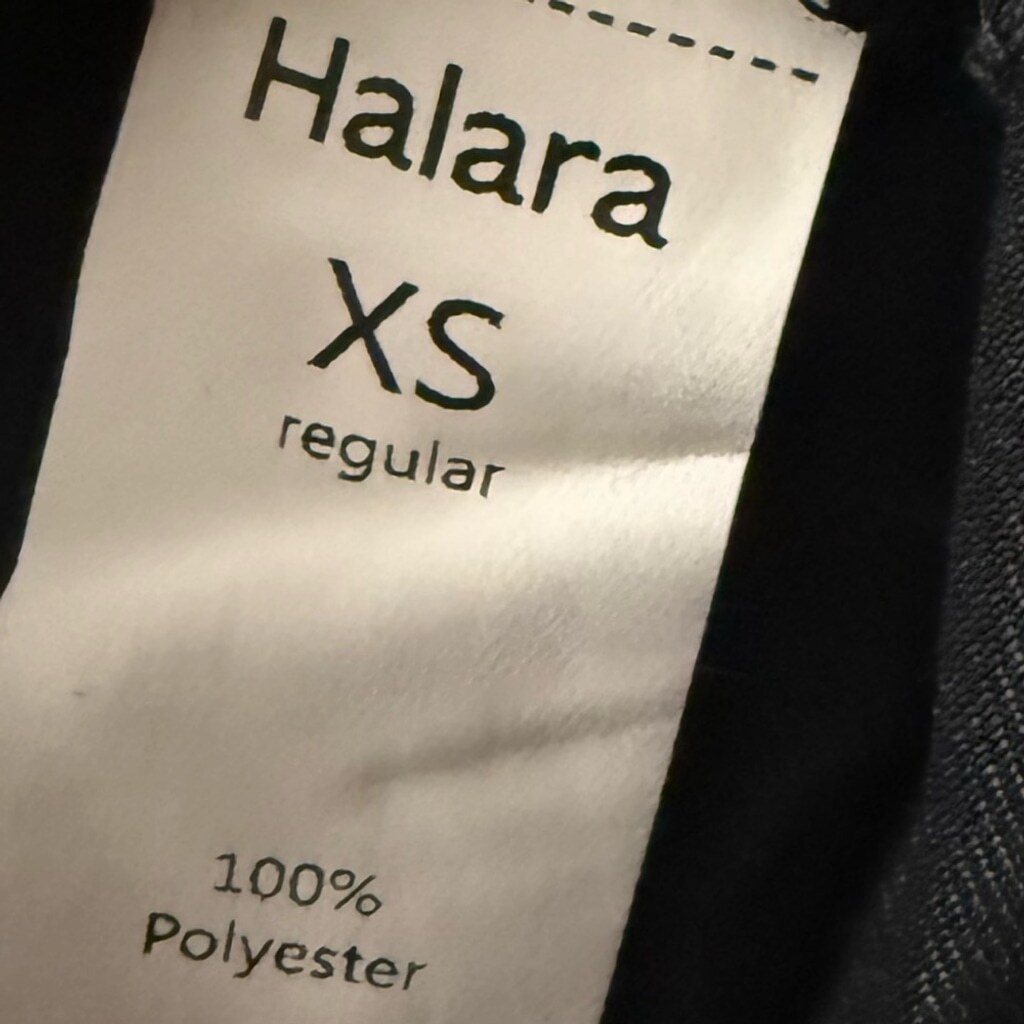 Halara
XS
regular
100%
Polyester